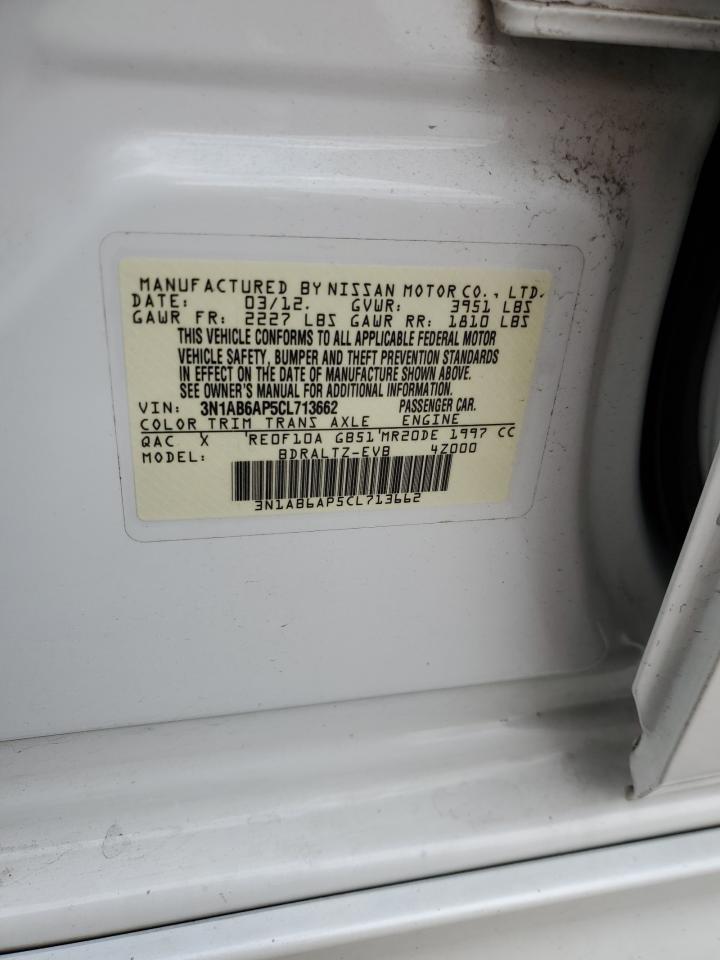 MANUFACTURED BY NISSAN MOTOR CO., LTD.
DATE: 03/12. GVWR: 3951 LBS
GAWR FR: 2227 LBS GAWR RR: 1810 LBS
THIS VEHICLE CONFORMS TO ALL APPLICABLE FEDERAL MOTOR
VEHICLE SAFETY, BUMPER AND THEFT PREVENTION STANDARDS
IN EFFECT ON THE DATE OF MANUFACTURE SHOWN ABOVE.
SEE OWNER'S MANUAL FOR ADDITIONAL INFORMATION.
VIN: 3N1AB6AP5CL713662 PASSENGER CAR.
COLOR TRIM TRANS AXLE ENGINE
QAC X 'RE0F10A GB51'MR20DE 1997 CC
MODEL: BDRALTZ-EVB 4Z000
3N1AB6AP5CL713662